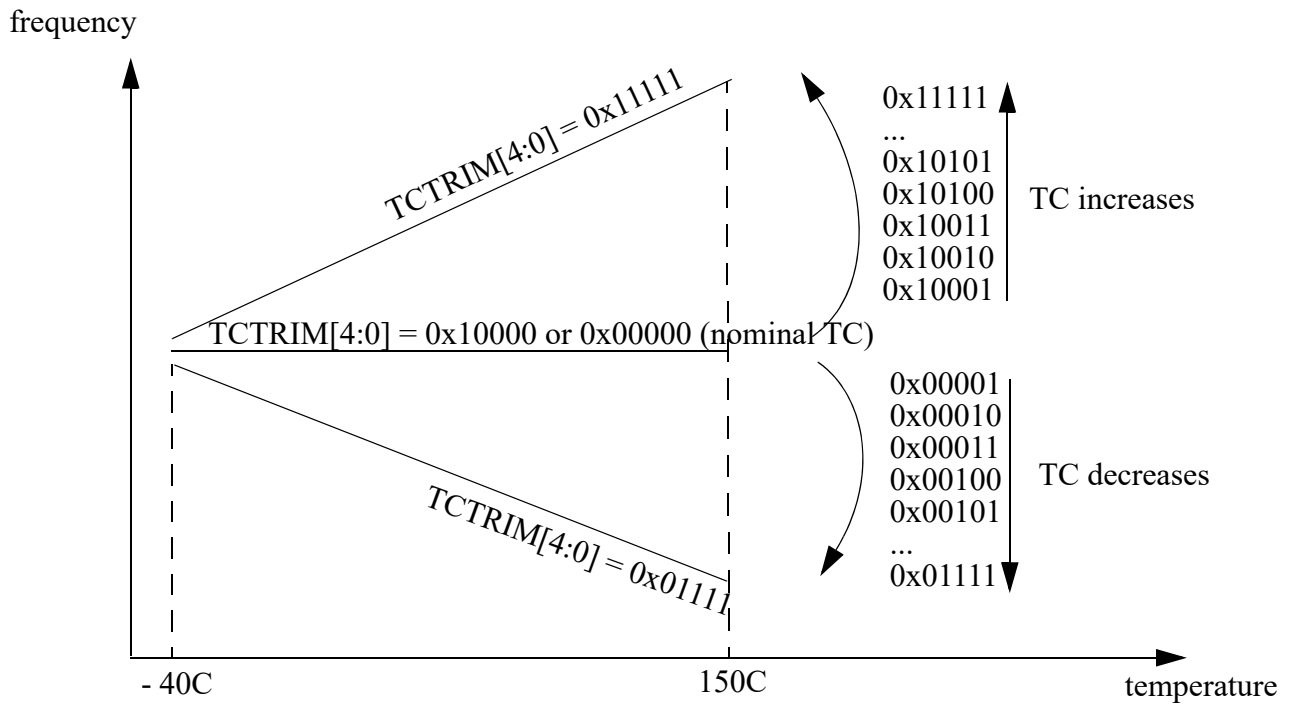 frequency
TCTRIM[4:0] = 0x11111
0x11111
...
0x10101
0x10100
0x10011
0x10010
0x10001
TC increases
TCTRIM[4:0] = 0x10000 or 0x00000 (nominal TC)
0x00001
0x00010
0x00011
0x00100
0x00101
...
0x01111
TC decreases
TCTRIM[4:0] = 0x01111
- 40C
150C
temperature